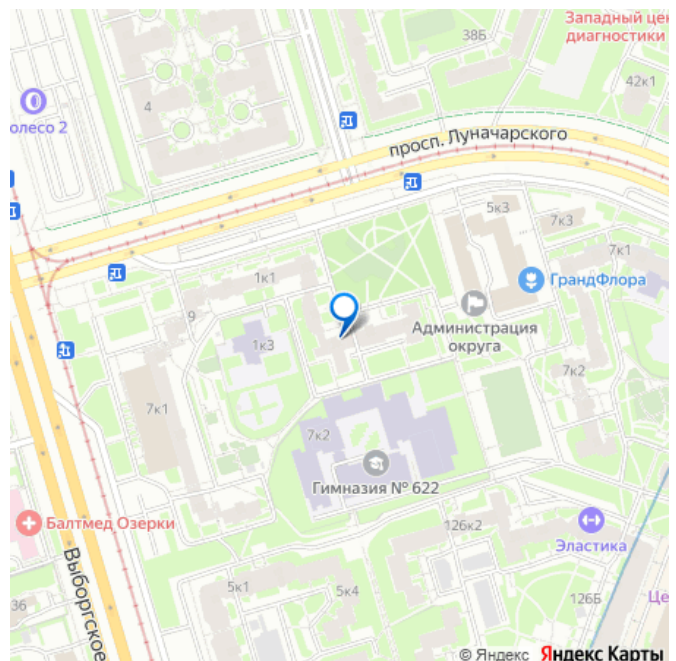 Западный цен
диагностики
38Б
42к1
4
олесо 2
просп. Луначарского
5к3
7к3
7к1
1к1
ГрандФлора
9
Администрация
округа
1к3
7к2
7к1
7к2
Гимназия № 622
Балтмед Озерки
126к2
Эластика
Выборгское
5к1
5к4
126Б
Це
36
© Яндекс Яндекс Карты